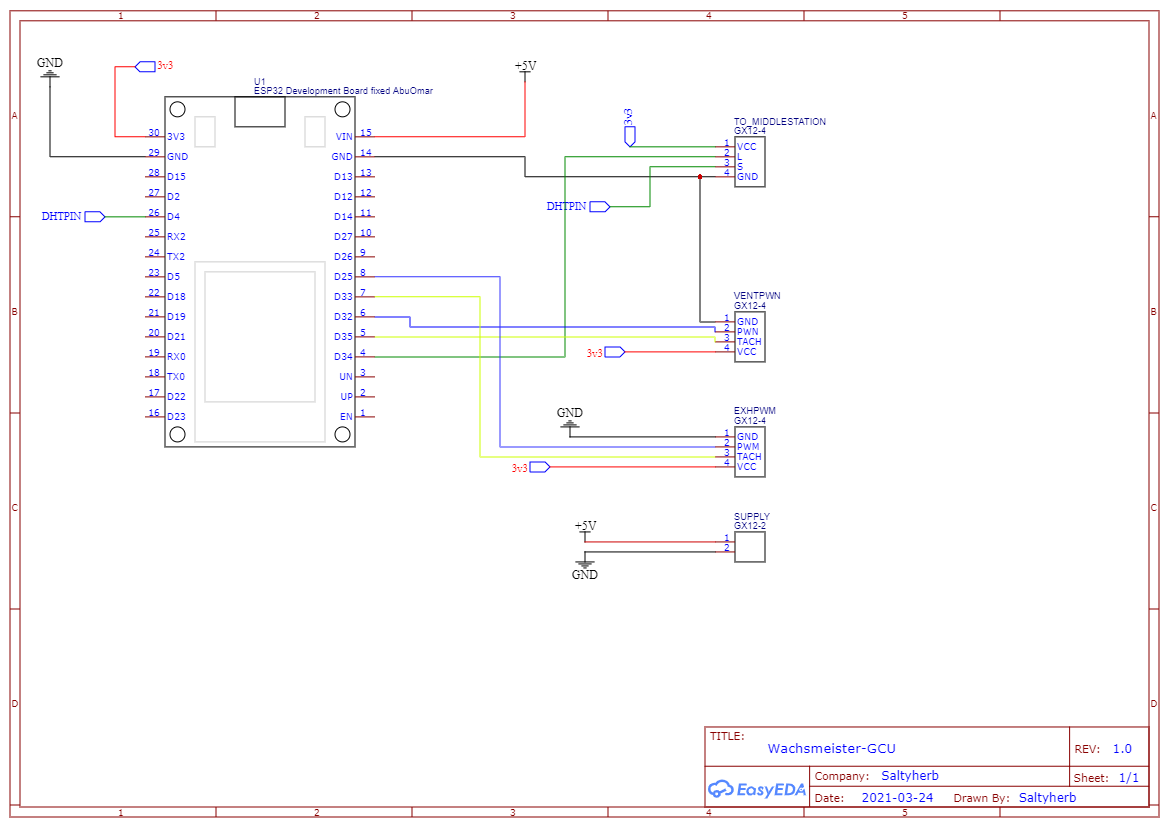 1 2 3 4 5
A A
B B
C C
D D
GND
3v3
U1
ESP32 Development Board fixed AbuOmar
+5V
30 3V3 VIN 15
29 GND GND 14
28 D15 D13 13
27 D2 D12 12
DHTPIN 26 D4 D14 11
25 RX2 D27 10
24 TX2 D26 9
23 D5 D25 8
22 D18 D33 7
21 D19 D32 6
20 D21 D35 5
19 RX0 D34 4
18 TX0 UN 3
17 D22 UP 2
16 D23 EN 1
3v3
TO_MIDDLESTATION
GX12-4
1 VCC
2 L
3 S
4 GND
DHTPIN
VENTPWN
GX12-4
1 GND
2 PWN
3 TACH
4 VCC
3v3
EXHPWM
GX12-4
GND
1 GND
2 PWM
3 TACH
4 VCC
3v3
SUPPLY
GX12-2
+5V
1
2
GND
TITLE:
Wachsmeister-GCU
REV: 1.0
EasyEDA
Company: Saltyherb
Sheet: 1/1
Date: 2021-03-24 Drawn By: Saltyherb
1 2 3 4 5